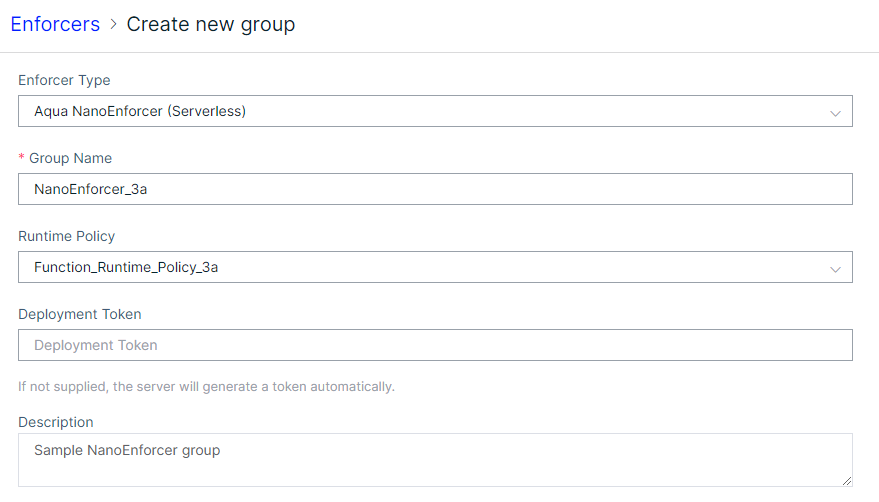 Enforcers > Create new group
Enforcer Type
Aqua NanoEnforcer (Serverless)
* Group Name
NanoEnforcer_3a
Runtime Policy
Function_Runtime_Policy_3a
Deployment Token
Deployment Token
If not supplied, the server will generate a token automatically.
Description
Sample NanoEnforcer group